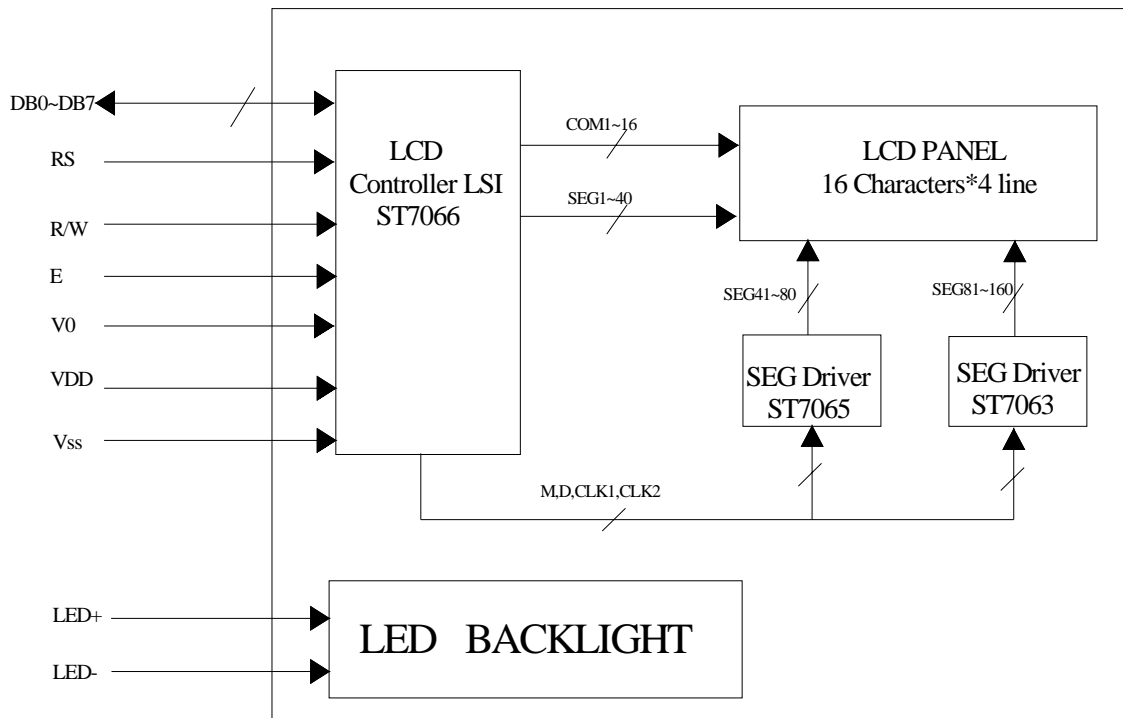 DB0~DB7
RS
R/W
E
V0
VDD
Vss
LCD
Controller LSI
ST7066
COM1~16
SEG1~40
LCD PANEL
16 Characters*4 line
SEG41~80
SEG81~160
SEG Driver
ST7065
SEG Driver
ST7063
M,D,CLK1,CLK2
LED+
LED-
LED BACKLIGHT